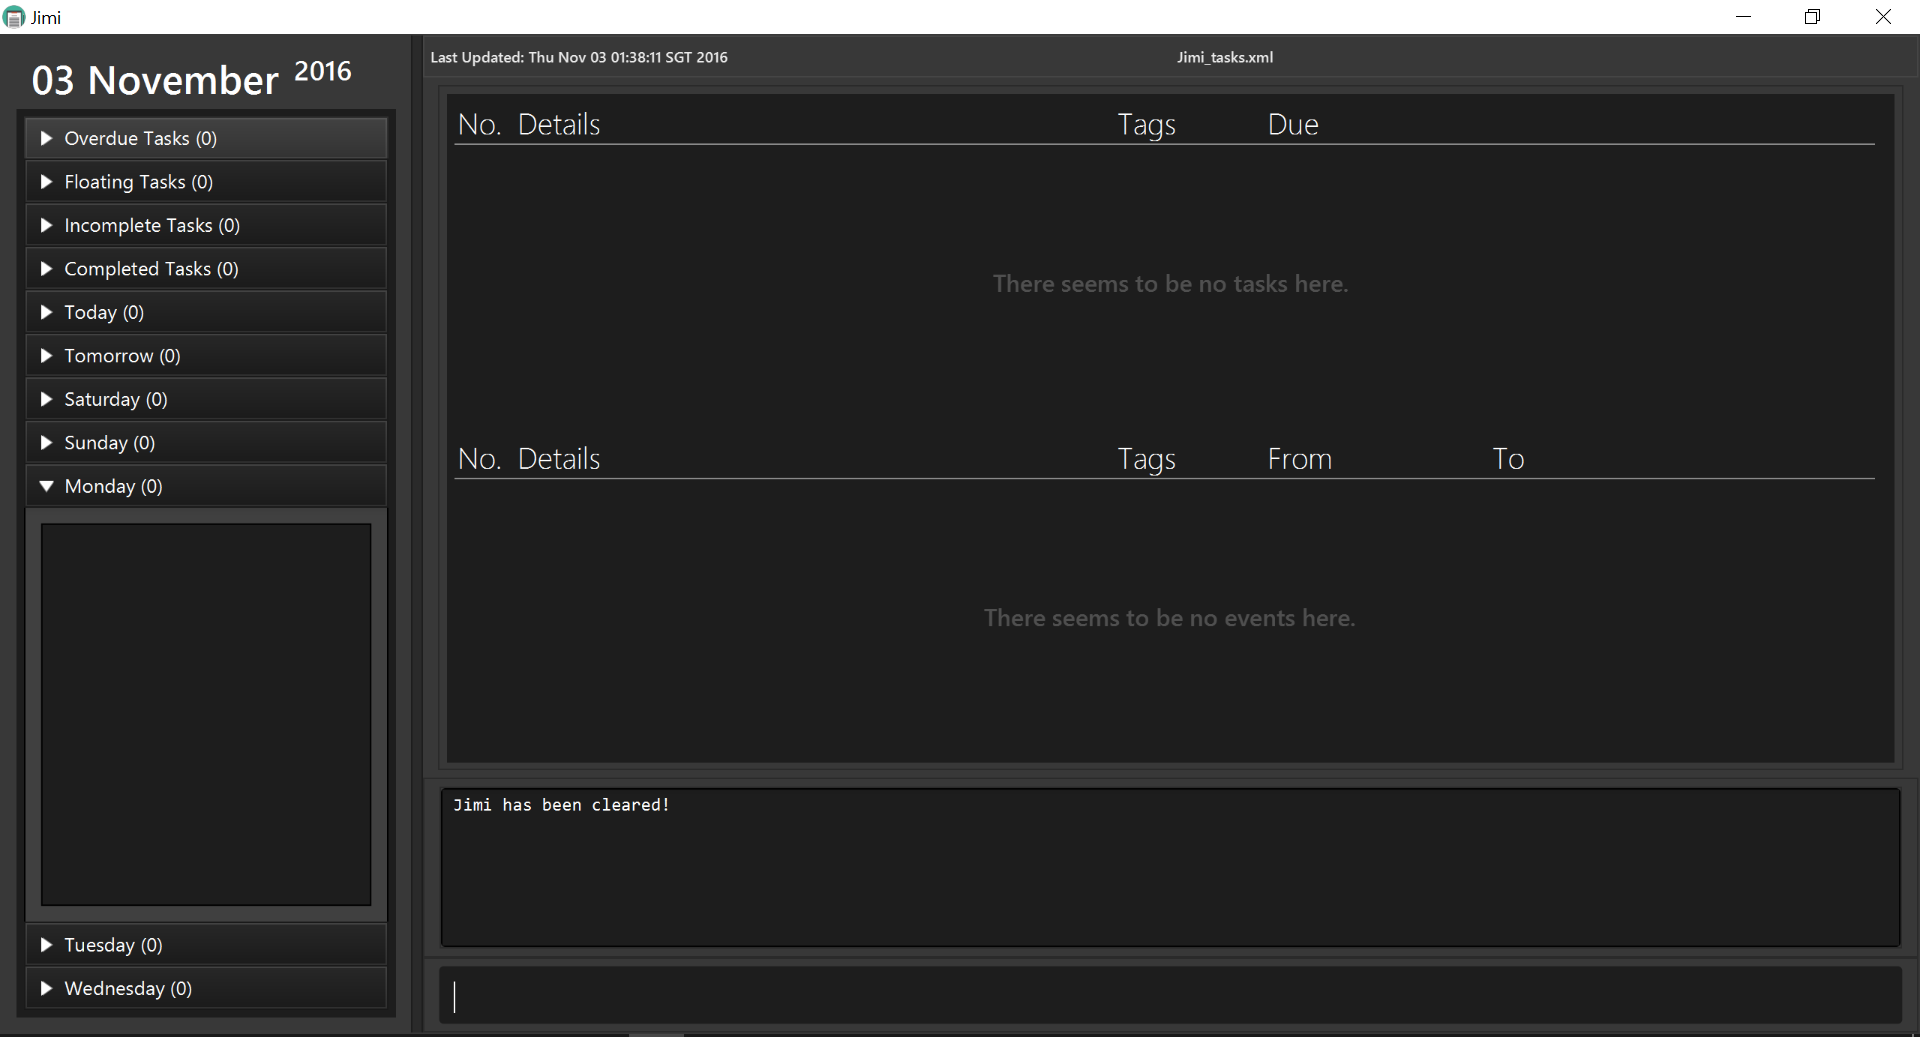 Jimi
03 November 2016
Overdue Tasks (0)
Floating Tasks (0)
Incomplete Tasks (0)
Completed Tasks (0)
Today (0)
Tomorrow (0)
Saturday (0)
Sunday (0)
Monday (0)
Tuesday (0)
Wednesday (0)
Last Updated: Thu Nov 03 01:38:11 SGT 2016 Jimi_tasks.xml
No. Details Tags Due
There seems to be no tasks here.
No. Details Tags From To
There seems to be no events here.
Jimi has been cleared!